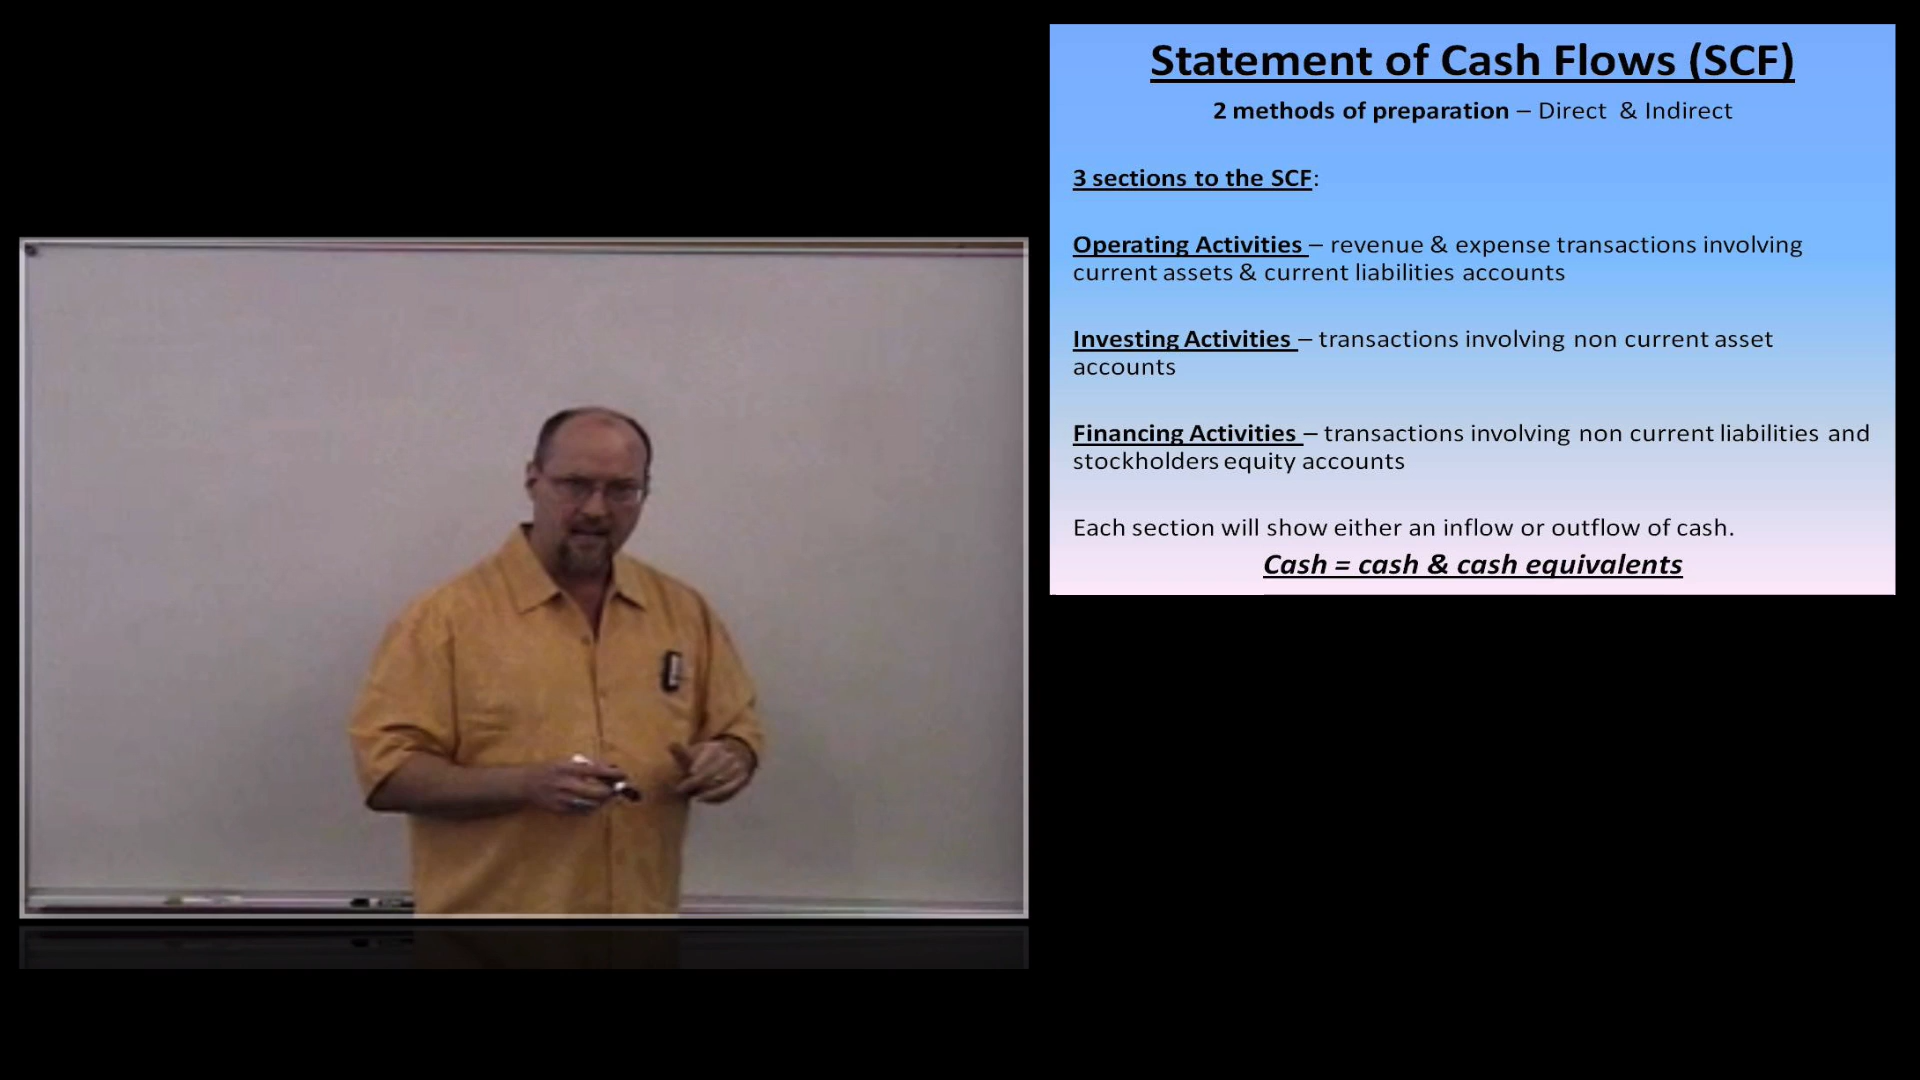 Statement of Cash Flows (SCF)
2 methods of preparation – Direct & Indirect
3 sections to the SCF:
Operating Activities – revenue & expense transactions involving
current assets & current liabilities accounts
Investing Activities – transactions involving non current asset
accounts
Financing Activities – transactions involving non current liabilities and
stockholders equity accounts
Each section will show either an inflow or outflow of cash.
Cash = cash & cash equivalents